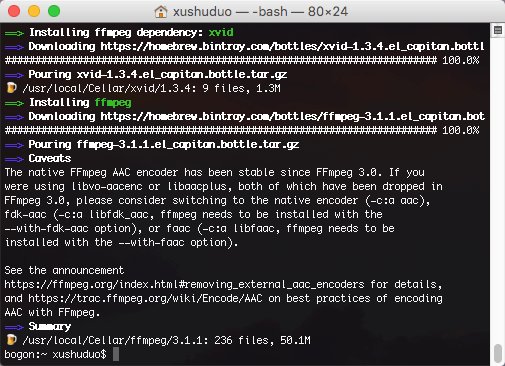 xushuduo — -bash — 80×24
==> Installing ffmpeg dependency: xvid
==> Downloading https://homebrew.bintray.com/bottles/xvid-1.3.4.el_capitan.bottl
######################################################################## 100.0%
==> Pouring xvid-1.3.4.el_capitan.bottle.tar.gz
🍺 /usr/local/Cellar/xvid/1.3.4: 9 files, 1.3M
==> Installing ffmpeg
==> Downloading https://homebrew.bintray.com/bottles/ffmpeg-3.1.1.el_capitan.bot
######################################################################## 100.0%
==> Pouring ffmpeg-3.1.1.el_capitan.bottle.tar.gz
==> Caveats
The native FFmpeg AAC encoder has been stable since FFmpeg 3.0. If you
were using libvo-aacenc or libaacplus, both of which have been dropped in
FFmpeg 3.0, please consider switching to the native encoder (-c:a aac),
fdk-aac (-c:a libfdk_aac, ffmpeg needs to be installed with the
--with-fdk-aac option), or faac (-c:a libfaac, ffmpeg needs to be
installed with the --with-faac option).
See the announcement
https://ffmpeg.org/index.html#removing_external_aac_encoders for details,
and https://trac.ffmpeg.org/wiki/Encode/AAC on best practices of encoding
AAC with FFmpeg.
==> Summary
🍺 /usr/local/Cellar/ffmpeg/3.1.1: 236 files, 50.1M
bogon:~ xushuduo$